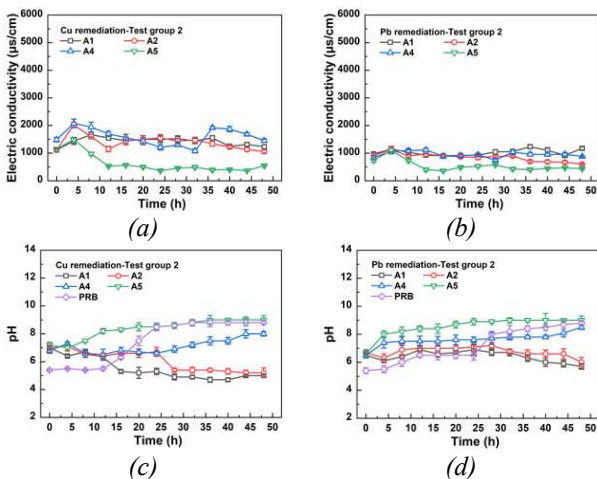 Cu remediation-Test group 2
A1 A2
A4 A5
Electric conductivity (μs/cm)
6000
5000
4000
3000
2000
1000
0
0 5 10 15 20 25 30 35 40 45 50
Time (h)
(a)
Pb remediation-Test group 2
A1 A2
A4 A5
Electric conductivity (μs/cm)
6000
5000
4000
3000
2000
1000
0
0 5 10 15 20 25 30 35 40 45 50
Time (h)
(b)
Cu remediation-Test group 2
A1 A2
A4 A5
PRB
pH
14
12
10
8
6
4
2
0 5 10 15 20 25 30 35 40 45 50
Time (h)
(c)
Pb remediation-Test group 2
A1 A2
A4 A5
PRB
pH
14
12
10
8
6
4
2
0 5 10 15 20 25 30 35 40 45 50
Time (h)
(d)